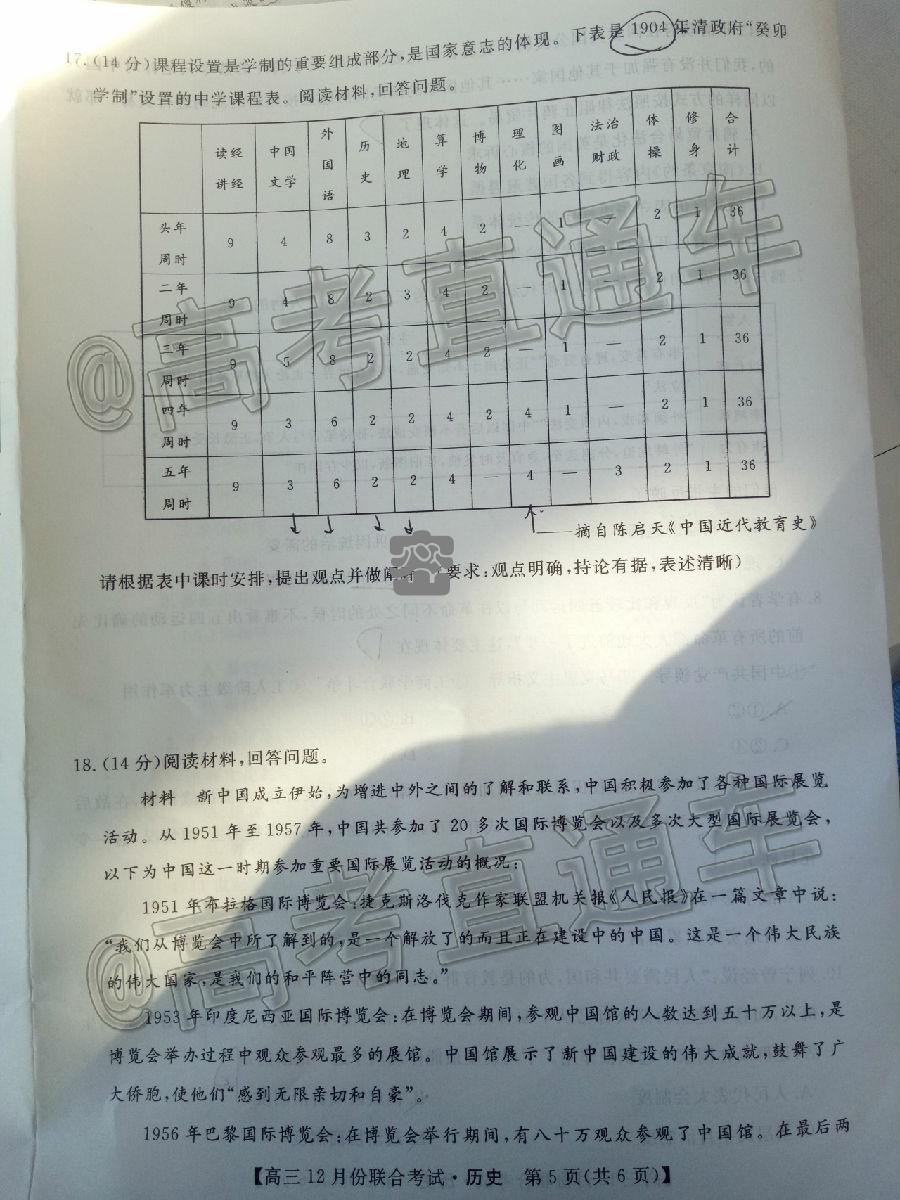 17.(14分)课程设置是学制的重要组成部分,是国家意志的体现。下表是1904年清政府“癸卯
学制”设置的中学课程表。阅读材料,回答问题。
读经讲经 中国文学 外国语 历史 地理 算学 博物 理化 图画 法治财政 体操 修身 合计
头年周时 9 4 8 3 2 4 2 — 1 — 2 1 36
二年周时 9 4 8 2 3 4 2 — 1 — 2 1 36
三年周时 9 5 8 2 2 4 2 1 — 2 1 36
四年周时 9 3 6 2 2 4 2 4 1 — 2 1 36
五年周时 9 3 6 2 2 4 — 4 — 3 2 1 36
——摘自陈启天《中国近代教育史》
请根据表中课时安排,提出观点并做阐 要求:观点明确,持论有据,表述清晰)
18.(14分)阅读材料,回答问题。
材料 新中国成立伊始,为增进中外之间的了解和联系,中国积极参加了各种国际展览
活动。从1951年至1957年,中国共参加了20多次国际博览会以及多次大型国际展览会,
以下为中国这一时期参加重要国际展览活动的概况:
1951年布拉格国际博览会:捷克斯洛伐克作家联盟机关报《人民报》在一篇文章中说:
“我们从博览会中所了解到的,是一个解放了的而且正在建设中的中国。这是一个伟大民族
的伟大国家,是我们的和平阵营中的同志。”
1953年印度尼西亚国际博览会:在博览会期间,参观中国馆的人数达到五十万以上,是
博览会举办过程中观众参观最多的展馆。中国馆展示了新中国建设的伟大成就,鼓舞了广
大侨胞,使他们“感到无限亲切和自豪”。
1956年巴黎国际博览会:在博览会举行期间,有八十万观众参观了中国馆。在最后两
【高三12月份联合考试·历史 第5页(共6页)】
@高考直通车
@高考直通车